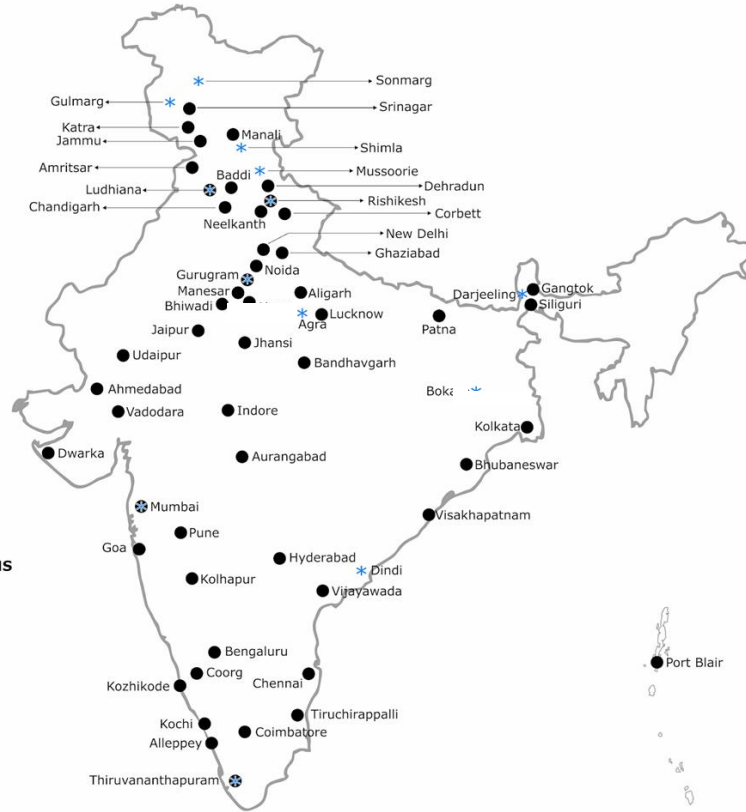 Sonmarg
Gulmarg
Srinagar
Katra
Manali
Jammu
Shimla
Amritsar
Baddi
Mussoorie
Ludhiana
Dehradun
Rishikesh
Chandigarh
Corbett
Neelkanth
New Delhi
Ghaziabad
Noida
Gurugram
Manesar
Aligarh
Darjeeling
Gangtok
Bhiwadi
Siliguri
Lucknow
Agra
Jaipur
Patna
Jhansi
Udaipur
Bandhavgarh
Ahmedabad
Vadodara
Indore
Kolkata
Dwarka
Aurangabad
Bhubaneswar
Mumbai
Visakhapatnam
Pune
Goa
Hyderabad
Dindi
Kolhapur
Vijayawada
Bengaluru
Port Blair
Coorg
Chennai
Kozhikode
Tiruchirappalli
Kochi
Coimbatore
Alleppey
Thiruvananthapuram